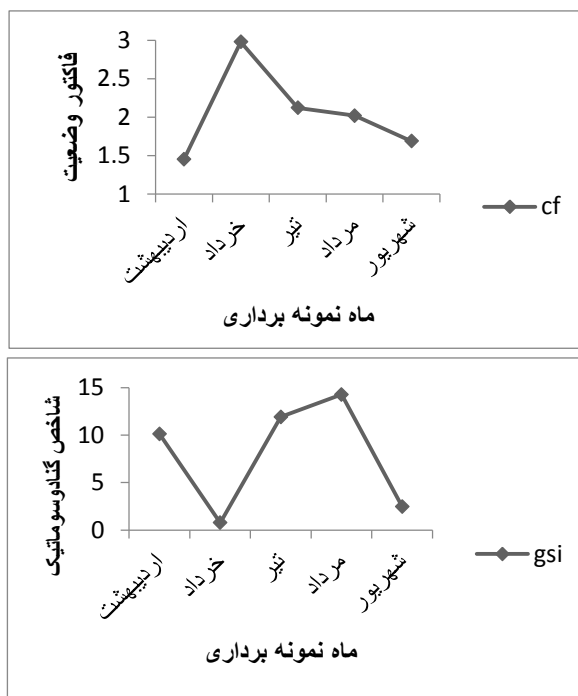 فاکتور وضعیت
3
2.5
2
1.5
1
اردیبهشت
خرداد
تیر
مرداد
شهریور
ماه نمونه برداری
cf
شاخص گنادوسوماتیک
15
10
5
0
اردیبهشت
خرداد
تیر
مرداد
شهریور
ماه نمونه برداری
gsi